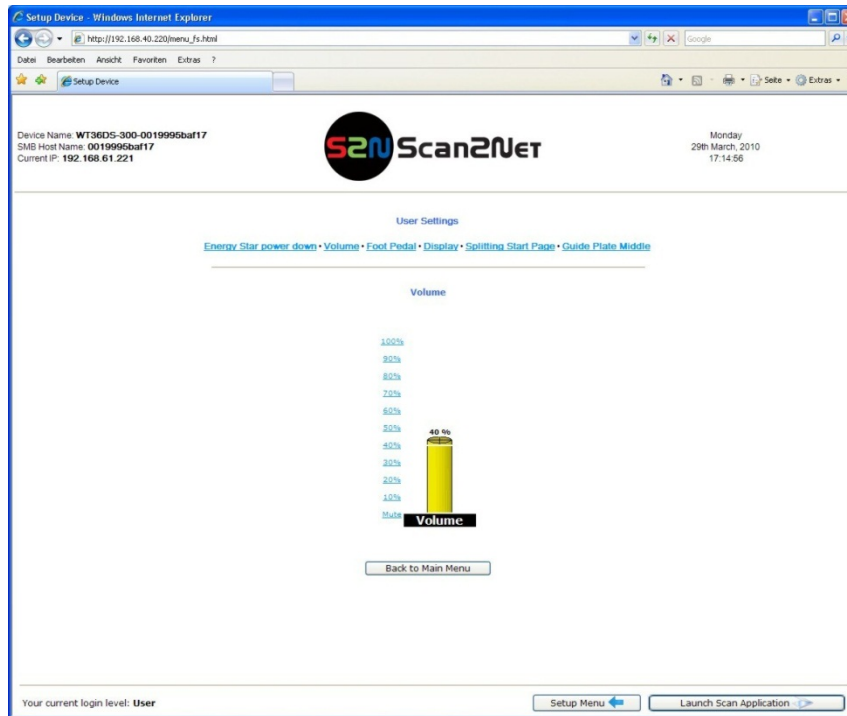 Setup Device - Windows Internet Explorer
http://192.168.40.220/menu_fs.html
Google
Datei Bearbeiten Ansicht Favoriten Extras ?
Setup Device
Seite
Extras
Device Name: WT36DS-300-0019995baf17
SMB Host Name: 0019995baf17
Current IP: 192.168.61.221
S2N Scan2Net
Monday
29th March, 2010
17:14:56
User Settings
Energy Star power down • Volume • Foot Pedal • Display • Splitting Start Page • Guide Plate Middle
Volume
100%
90%
80%
70%
60%
50%
40 %
40%
30%
20%
10%
Mute
Volume
Back to Main Menu
Your current login level: User
Setup Menu
Launch Scan Application